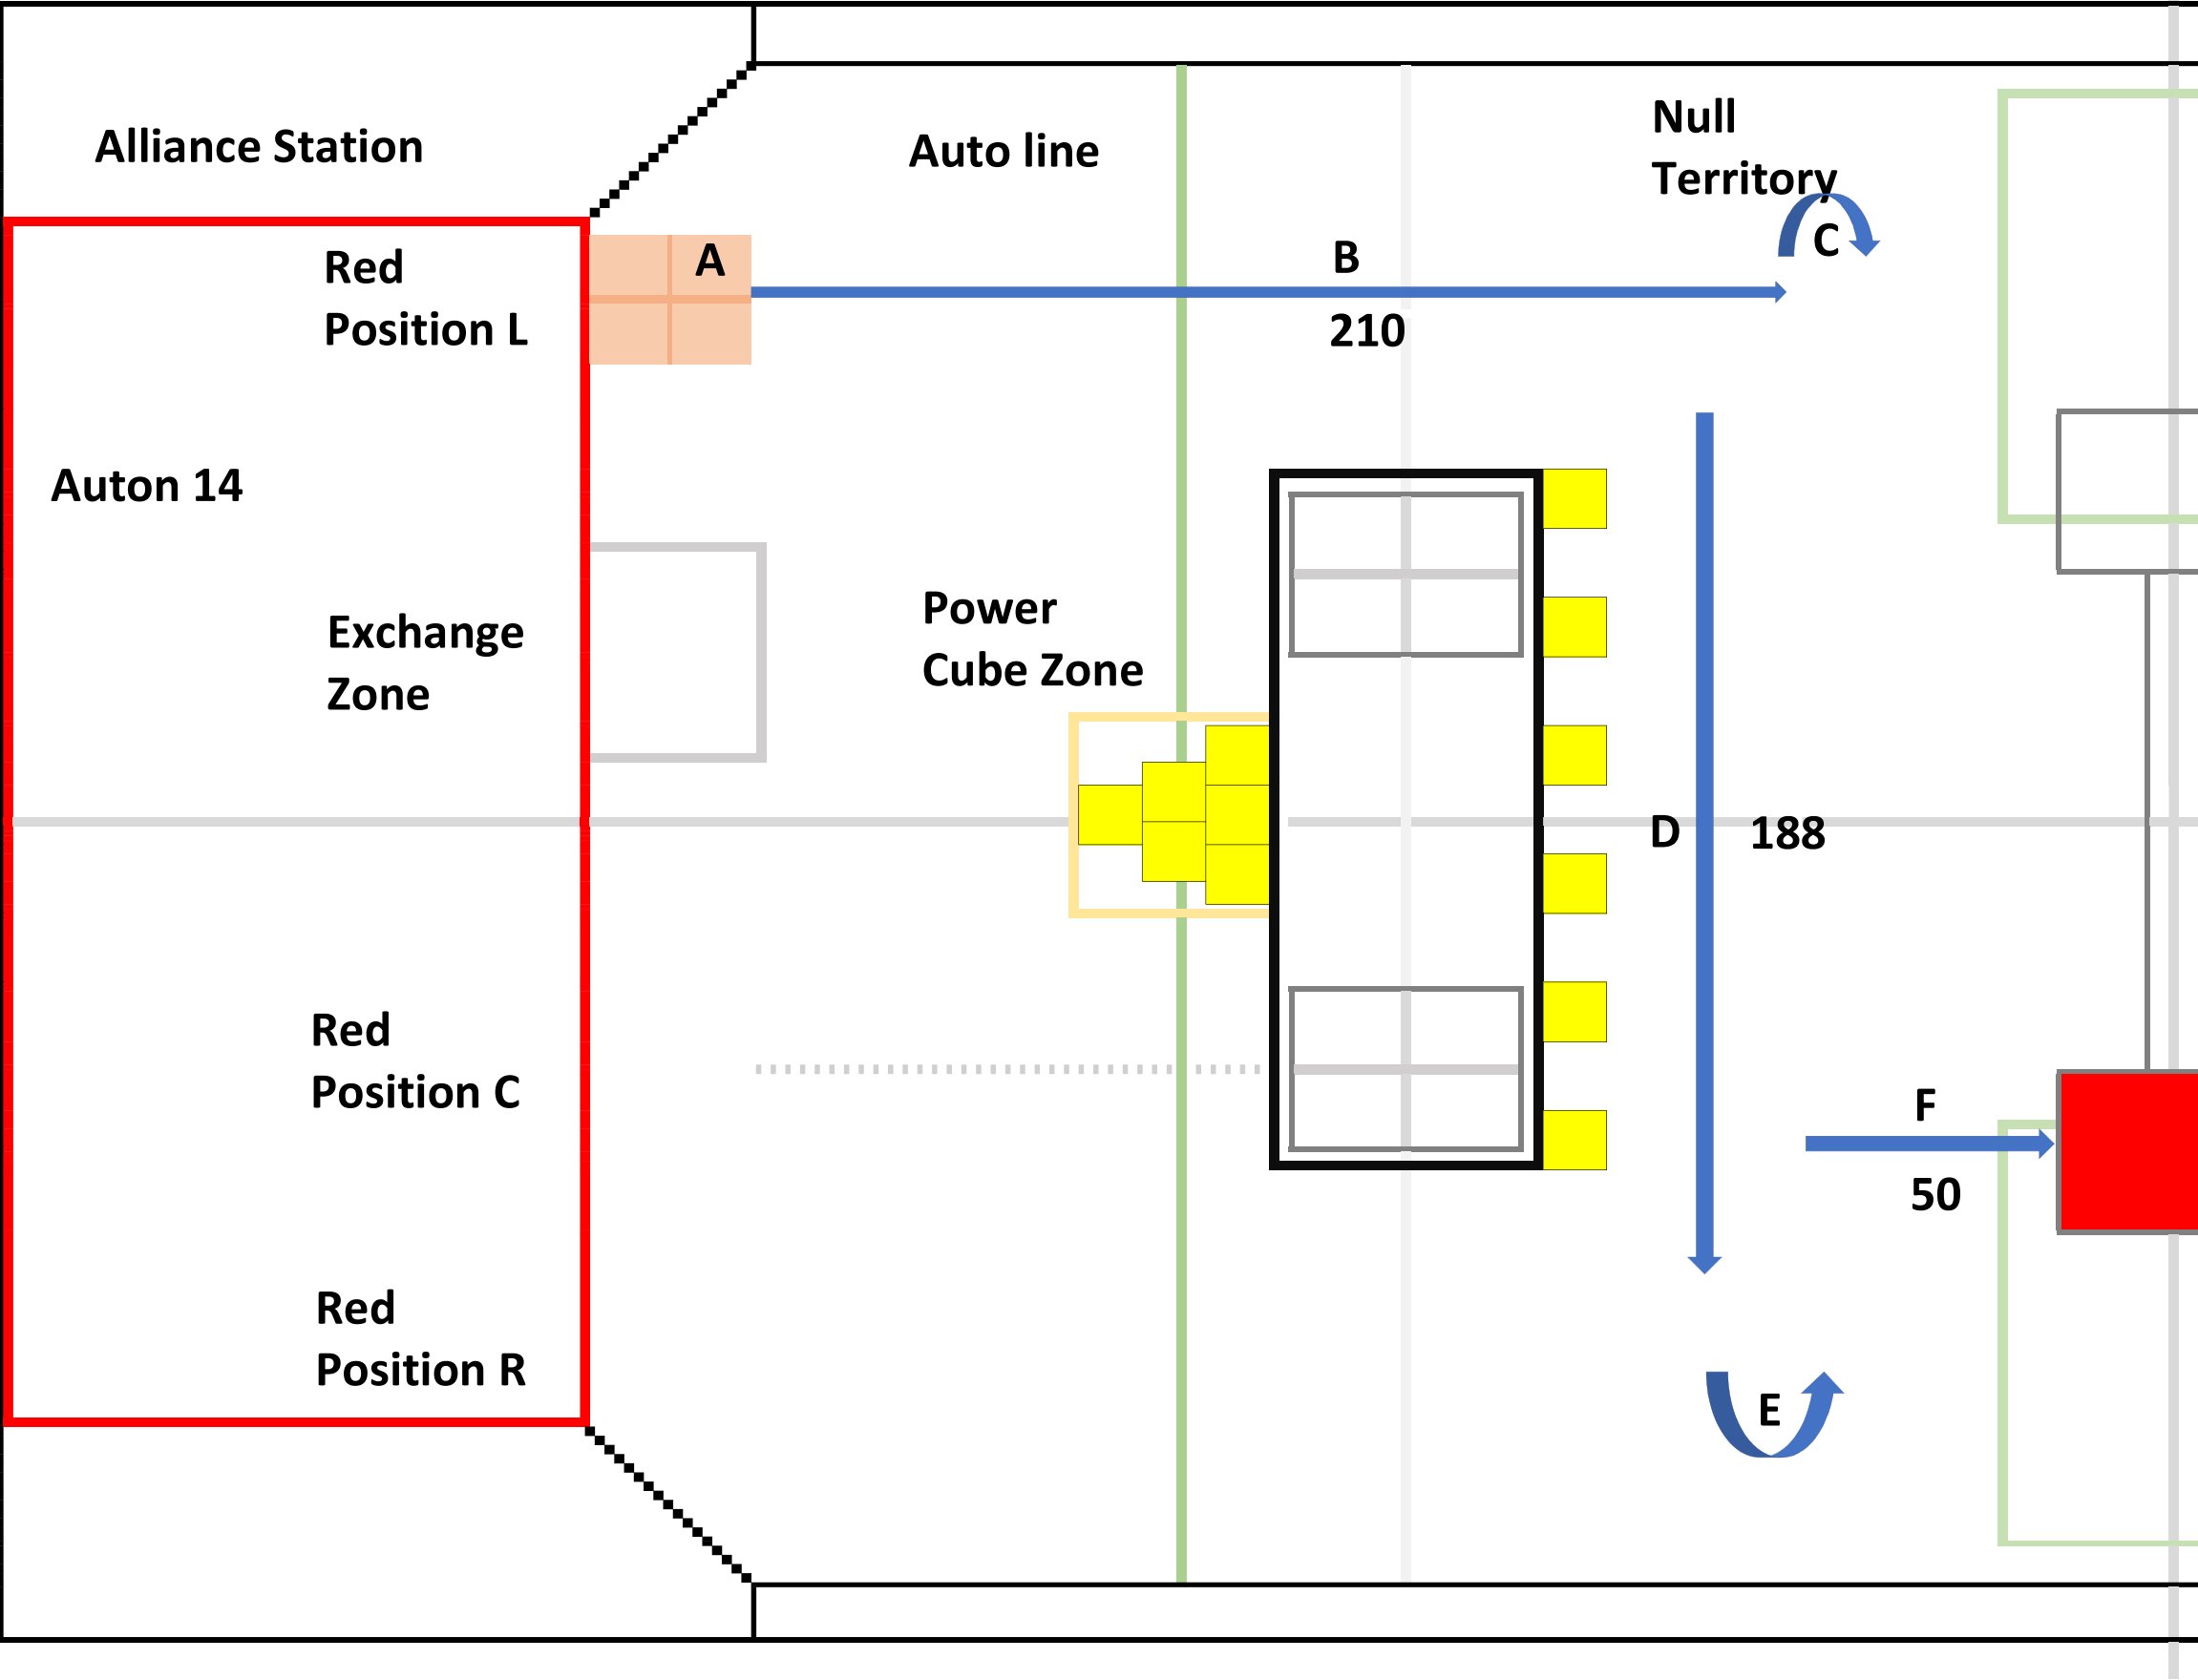 Alliance Station
Auto line
Null
Territory
Red
Position L
A
B
210
C
Auton 14
Exchange
Zone
Power
Cube Zone
D
188
Red
Position C
F
50
Red
Position R
E